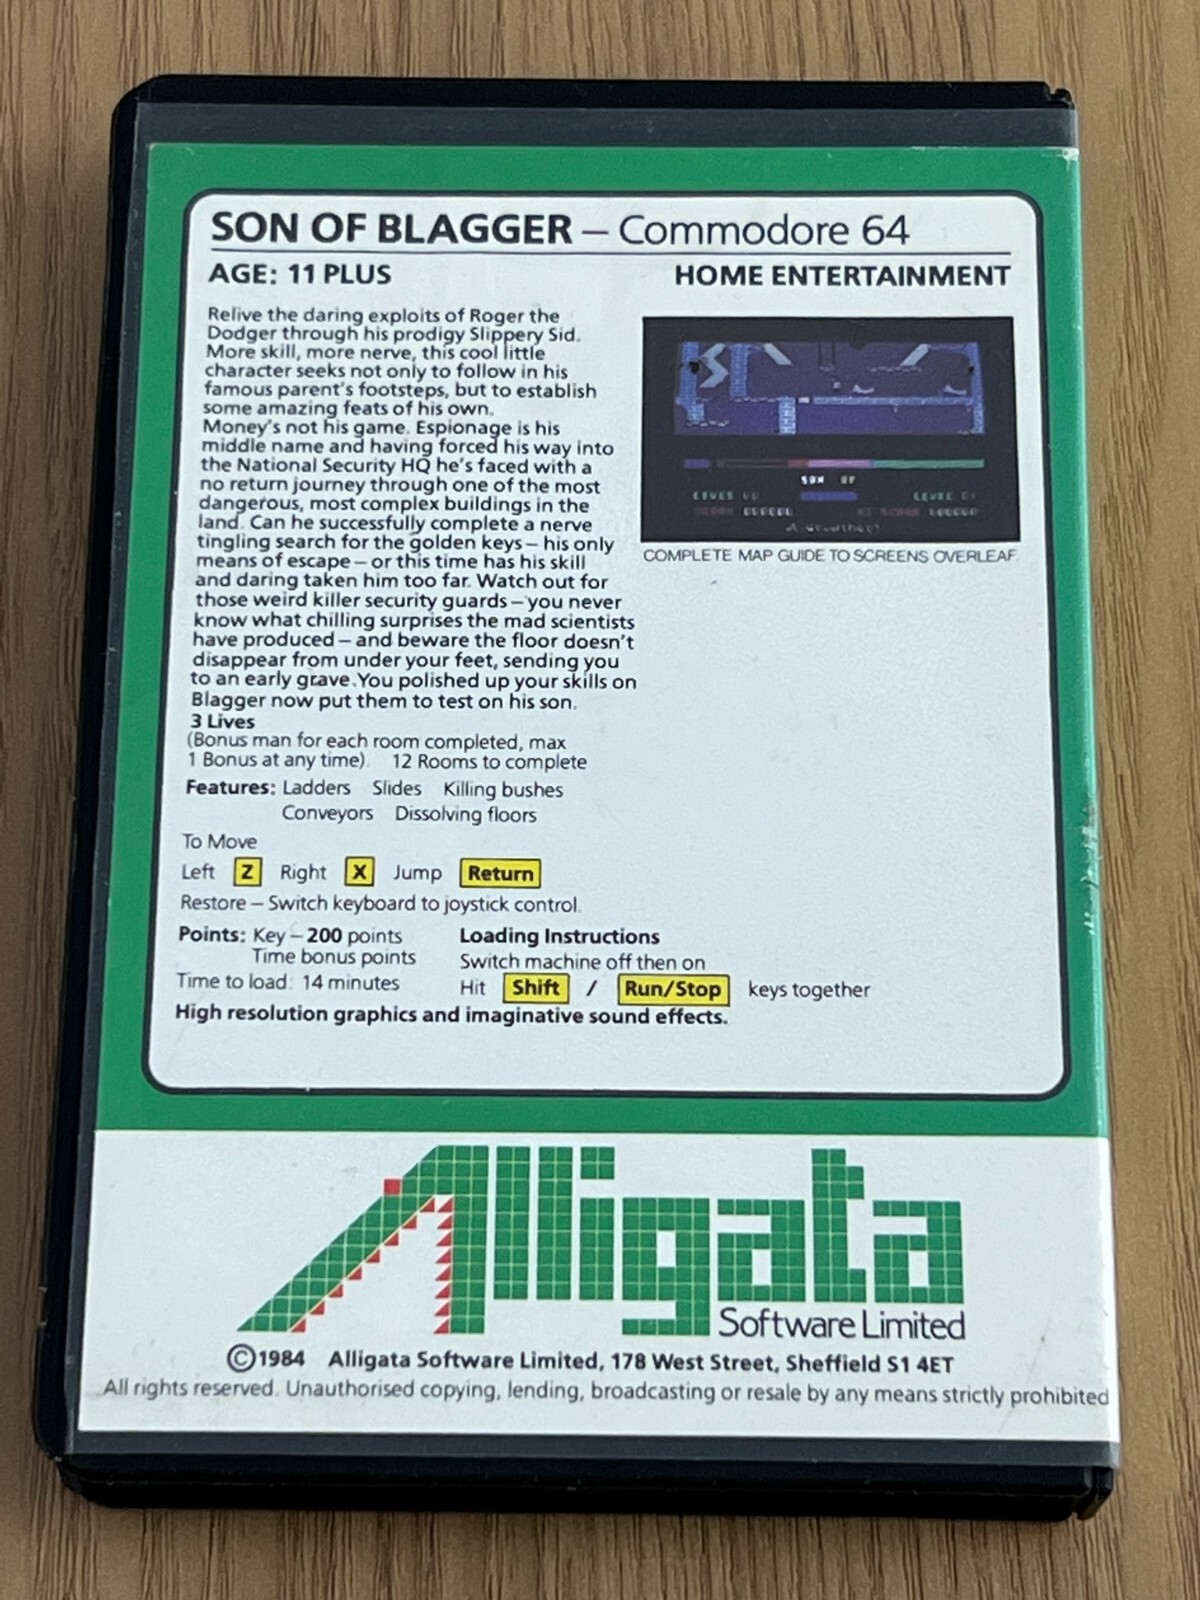 SON OF BLAGGER – Commodore 64
AGE: 11 PLUS
HOME ENTERTAINMENT
Relive the daring exploits of Roger the
Dodger through his prodigy Slippery Sid.
More skill, more nerve, this cool little
character seeks not only to follow in his
famous parent's footsteps, but to establish
some amazing feats of his own.
Money's not his game. Espionage is his
middle name and having forced his way into
the National Security HQ he's faced with a
no return journey through one of the most
dangerous, most complex buildings in the
land. Can he successfully complete a nerve
tingling search for the golden keys – his only
means of escape – or this time has his skill
and daring taken him too far. Watch out for
those weird killer security guards – you never
know what chilling surprises the mad scientists
have produced – and beware the floor doesn't
disappear from under your feet, sending you
to an early grave. You polished up your skills on
Blagger now put them to test on his son.
SON OF
COMPLETE MAP GUIDE TO SCREENS OVERLEAF.
3 Lives
(Bonus man for each room completed, max
1 Bonus at any time). 12 Rooms to complete
Features: Ladders Slides Killing bushes
Conveyors Dissolving floors
To Move
Left Z Right X Jump Return
Restore – Switch keyboard to joystick control.
Points: Key – 200 points
Time bonus points
Time to load: 14 minutes
Loading Instructions
Switch machine off then on
Hit Shift / Run/Stop keys together
High resolution graphics and imaginative sound effects.
Alligata
Software Limited
©1984 Alligata Software Limited, 178 West Street, Sheffield S1 4ET
All rights reserved. Unauthorised copying, lending, broadcasting or resale by any means strictly prohibited